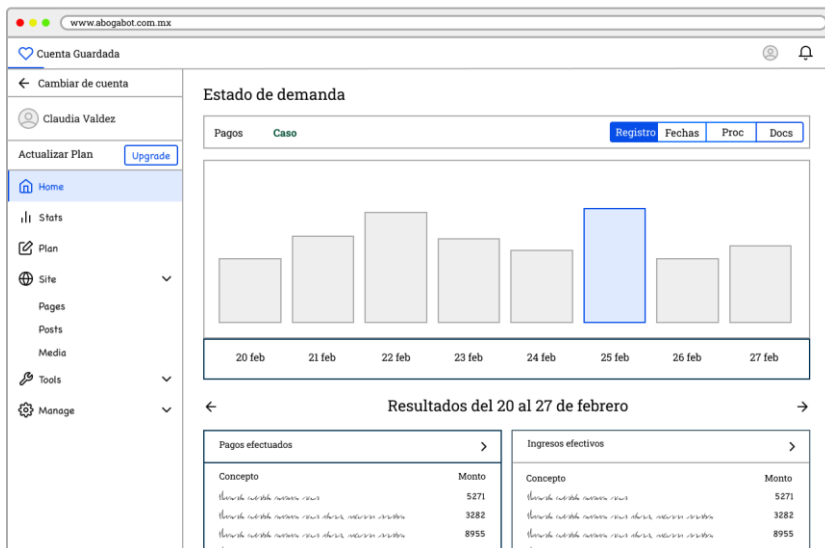 www.abogabot.com.mx
Cuenta Guardada
Cambiar de cuenta
Claudia Valdez
Actualizar Plan Upgrade
Home
Stats
Plan
Site
Pages
Posts
Media
Tools
Manage
Estado de demanda
Pagos Caso Registro Fechas Proc Docs
20 feb 21 feb 22 feb 23 feb 24 feb 25 feb 26 feb 27 feb
Resultados del 20 al 27 de febrero
Pagos efectuados
Concepto Monto
5271
3282
8955
Ingresos efectivos
Concepto Monto
5271
3282
8955